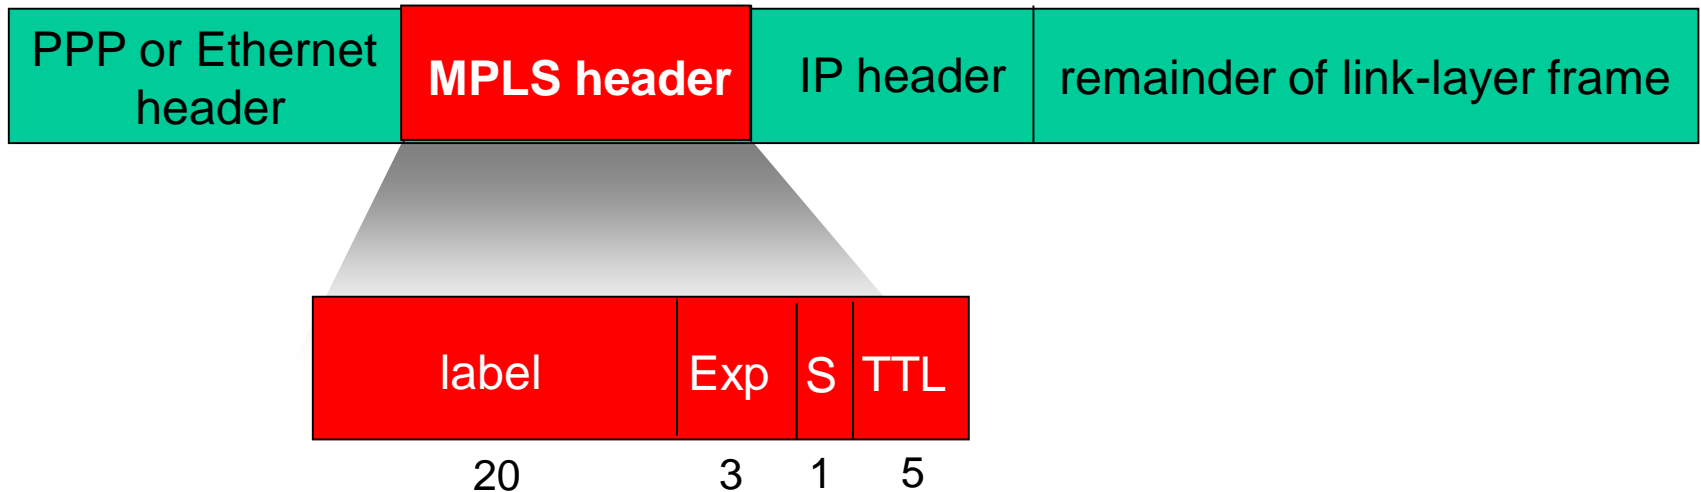 PPP or Ethernet
header
MPLS header
IP header
remainder of link-layer frame
label
Exp
S
TTL
20
3
1
5